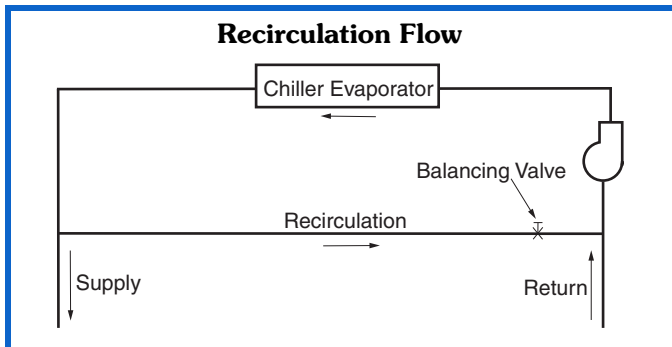 Recirculation Flow
Chiller Evaporator
Balancing Valve
Recirculation
Supply
Return